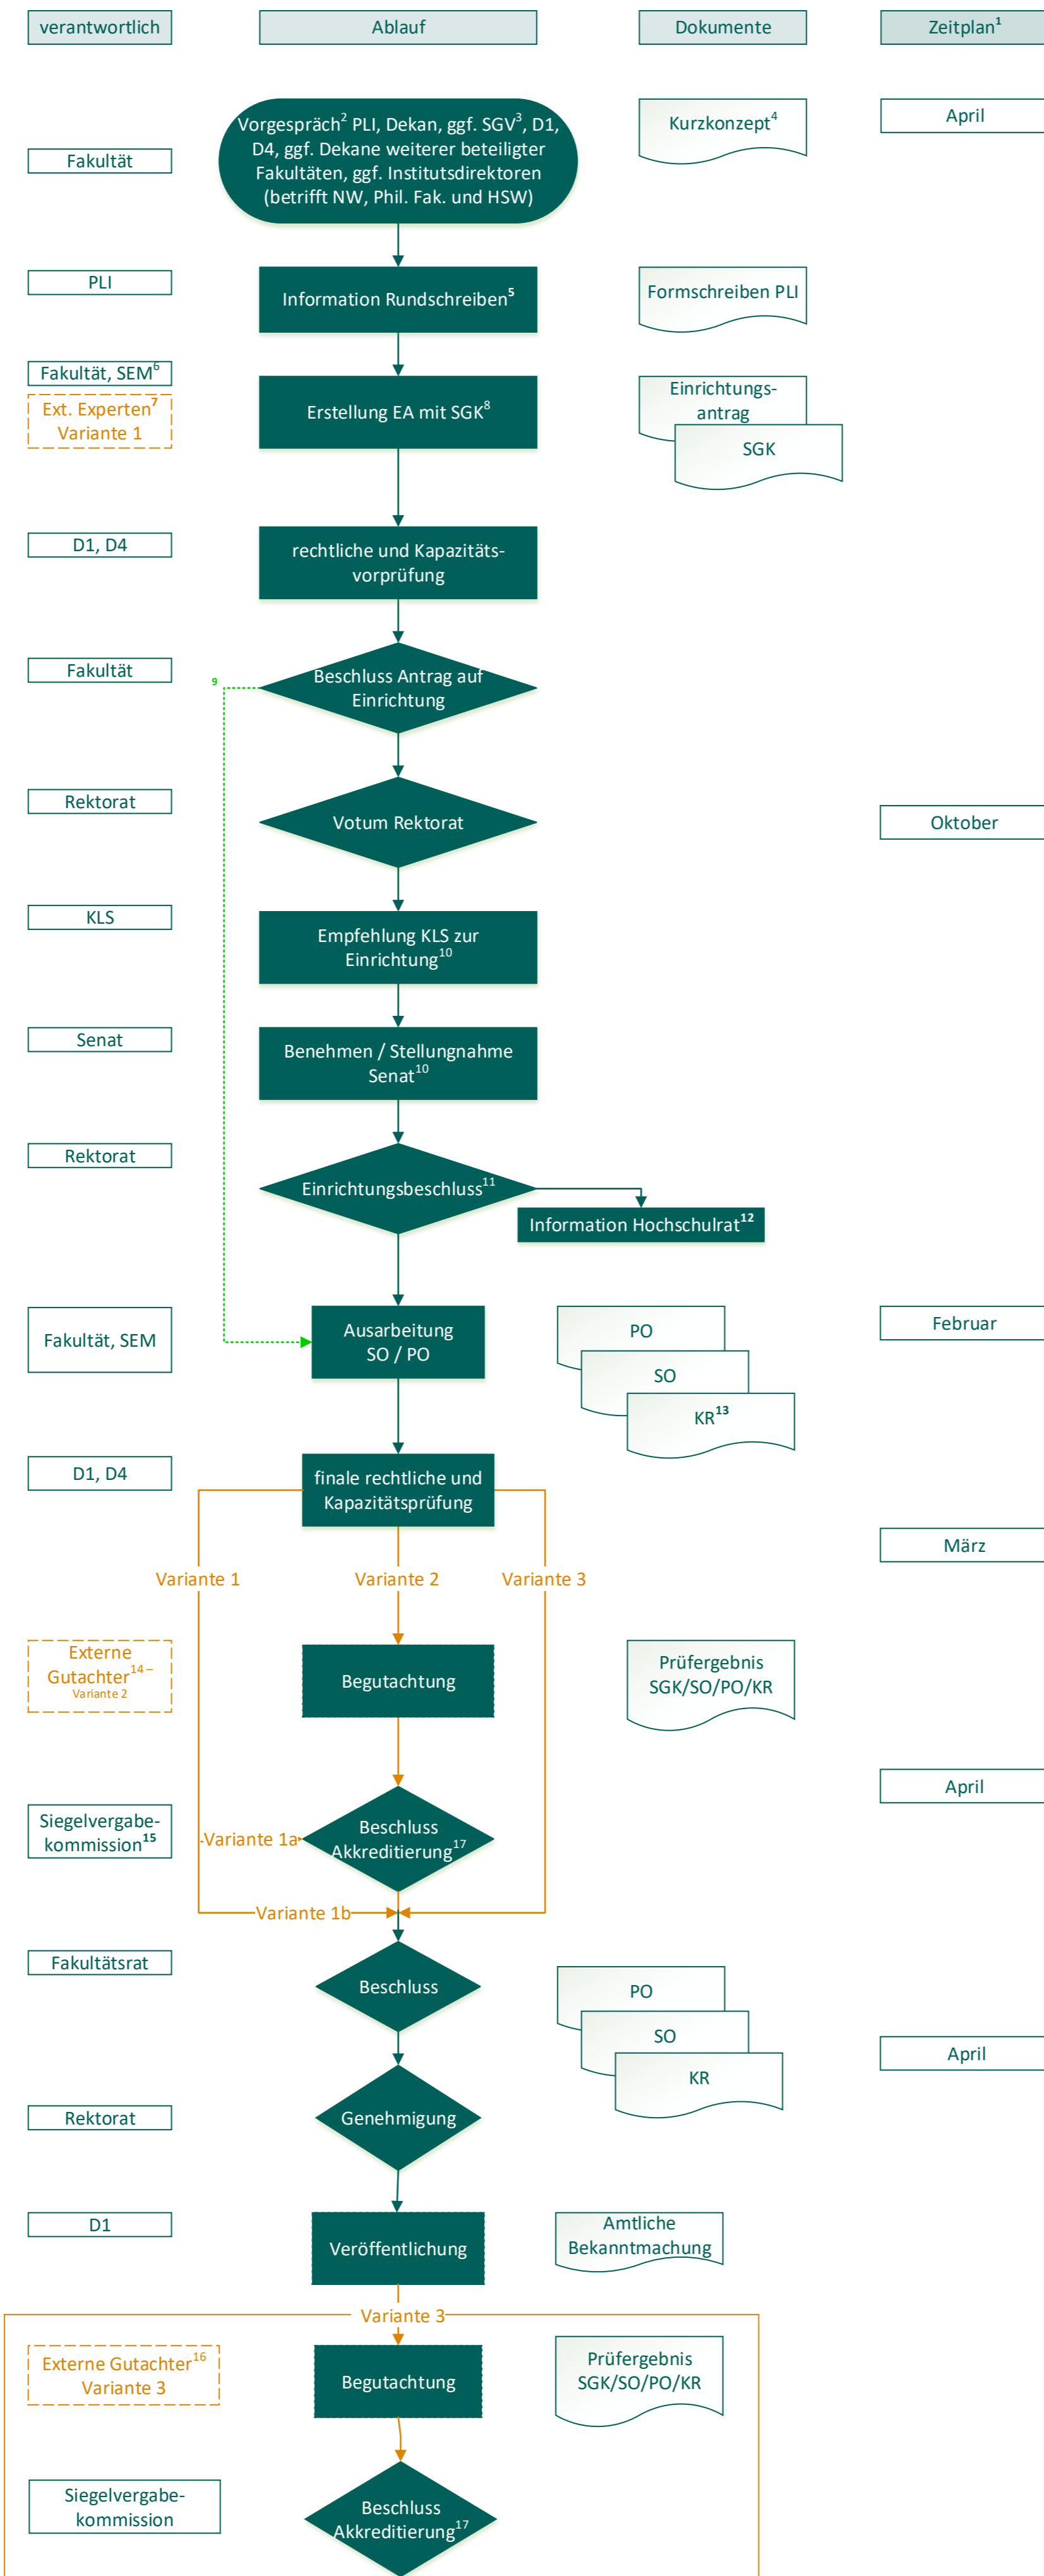 verantwortlich
Ablauf
Dokumente
Zeitplan¹
Vorgespräch² PLI, Dekan, ggf. SGV³, D1,
D4, ggf. Dekane weiterer beteiligter
Fakultäten, ggf. Institutsdirektoren
(betrifft NW, Phil. Fak. und HSW)
Kurzkonzept⁴
April
Fakultät
PLI
Information Rundschreiben⁵
Formschreiben PLI
Fakultät, SEM⁶
Ext. Experten⁷
Variante 1
Erstellung EA mit SGK⁸
Einrichtungs-
antrag
SGK
D1, D4
rechtliche und Kapazitäts-
vorprüfung
Fakultät
9
Beschluss Antrag auf
Einrichtung
Rektorat
Votum Rektorat
Oktober
KLS
Empfehlung KLS zur
Einrichtung¹⁰
Senat
Benehmen / Stellungnahme
Senat¹⁰
Rektorat
Einrichtungsbeschluss¹¹
Information Hochschulrat¹²
Fakultät, SEM
Ausarbeitung
SO / PO
PO
SO
KR¹³
Februar
D1, D4
finale rechtliche und
Kapazitätsprüfung
März
Variante 1
Variante 2
Variante 3
Externe
Gutachter¹⁴ –
Variante 2
Begutachtung
Prüfergebnis
SGK/SO/PO/KR
April
Siegelvergabe-
kommission¹⁵
Variante 1a
Beschluss
Akkreditierung¹⁷
Variante 1b
Fakultätsrat
Beschluss
PO
SO
KR
April
Rektorat
Genehmigung
D1
Veröffentlichung
Amtliche
Bekanntmachung
Variante 3
Externe Gutachter¹⁶
Variante 3
Begutachtung
Prüfergebnis
SGK/SO/PO/KR
Siegelvergabe-
kommission
Beschluss
Akkreditierung¹⁷